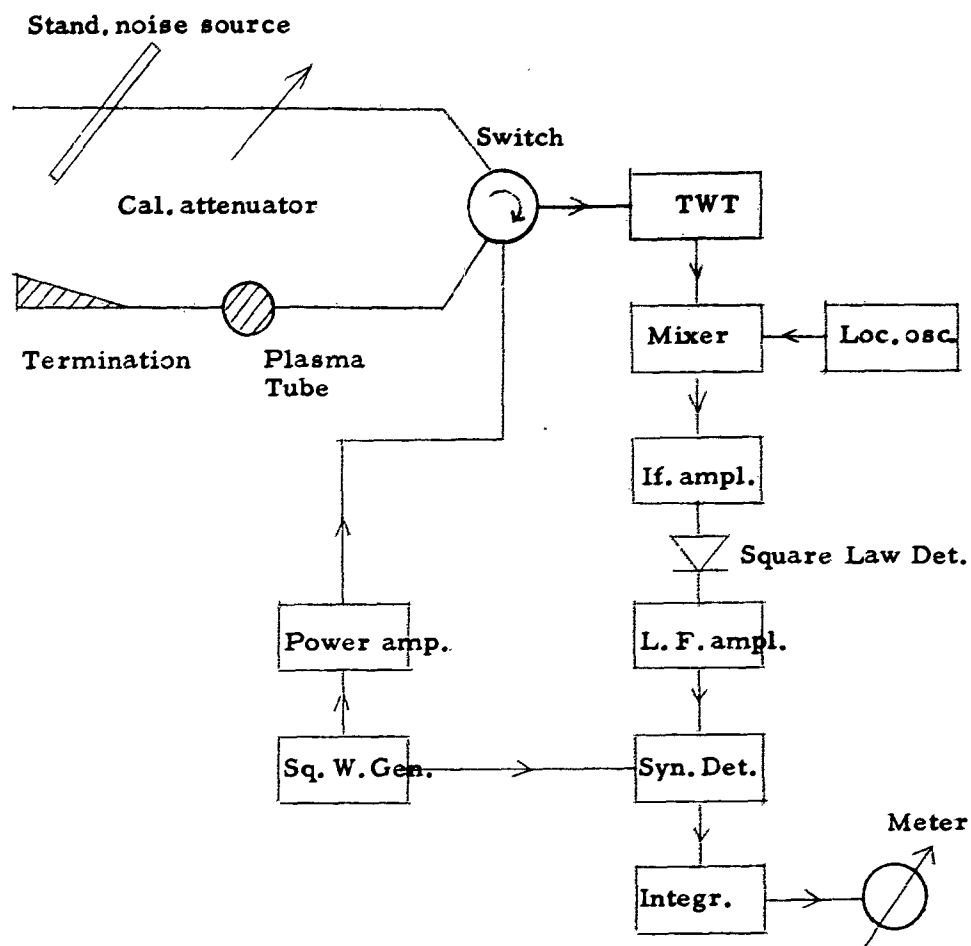 Stand. noise source
Switch
Cal. attenuator
TWT
Termination
Plasma
Tube
Mixer
Loc. osc.
If. ampl.
Square Law Det.
Power amp.
L. F. ampl.
Sq. W. Gen.
Syn. Det.
Meter
Integr.